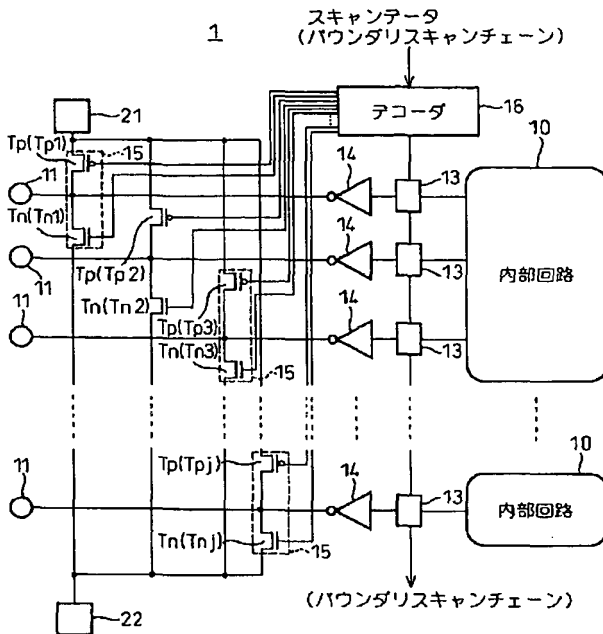 1
スキャンデータ
(バウンダリスキャンチェーン)
21
デコーダ
16
Tp(Tp1)
15
10
11
14
13
Tn(Tn1)
14
13
11
Tp(Tp2)
内部回路
11
Tn(Tn2)
Tp(Tp3)
14
13
Tn(Tn3)
15
10
Tp(Tpj)
14
13
11
内部回路
Tn(Tnj)
15
22
(バウンダリスキャンチェーン)